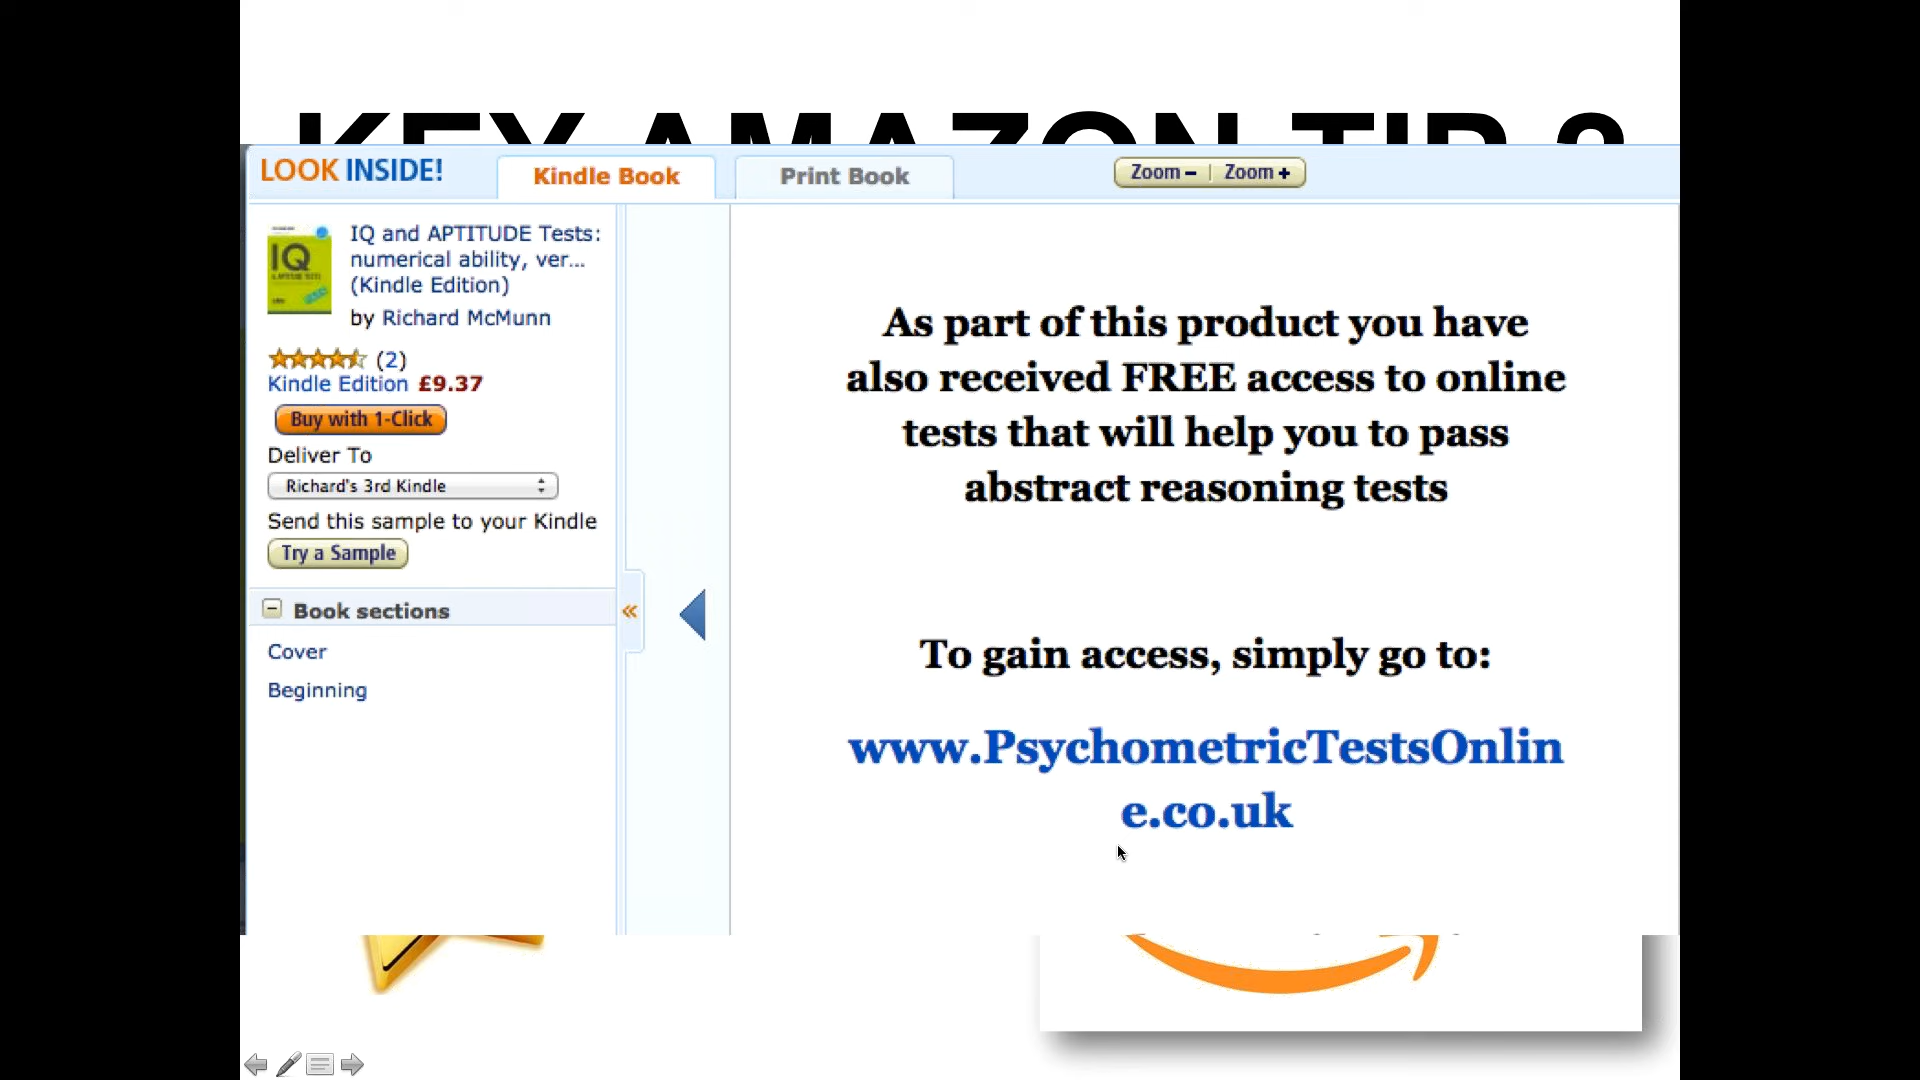 KEY AMAZON TIP
LOOK INSIDE!
Kindle Book
Print Book
Zoom – | Zoom +
IQ
IQ and APTITUDE Tests:
numerical ability, ver...
(Kindle Edition)
by Richard McMunn
(2)
Kindle Edition £9.37
Buy with 1-Click
Deliver To
Richard's 3rd Kindle
Send this sample to your Kindle
Try a Sample
Book sections
Cover
Beginning
«
As part of this product you have
also received FREE access to online
tests that will help you to pass
abstract reasoning tests
To gain access, simply go to:
www.PsychometricTestsOnlin
e.co.uk